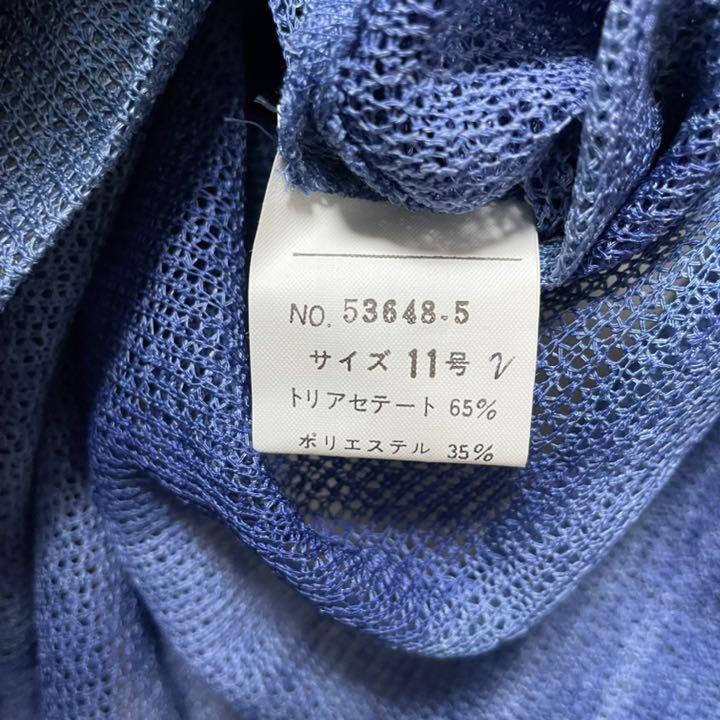 NO. 53648-5
サイズ 11号 2
トリアセテート 65%
ポリエステル 35%